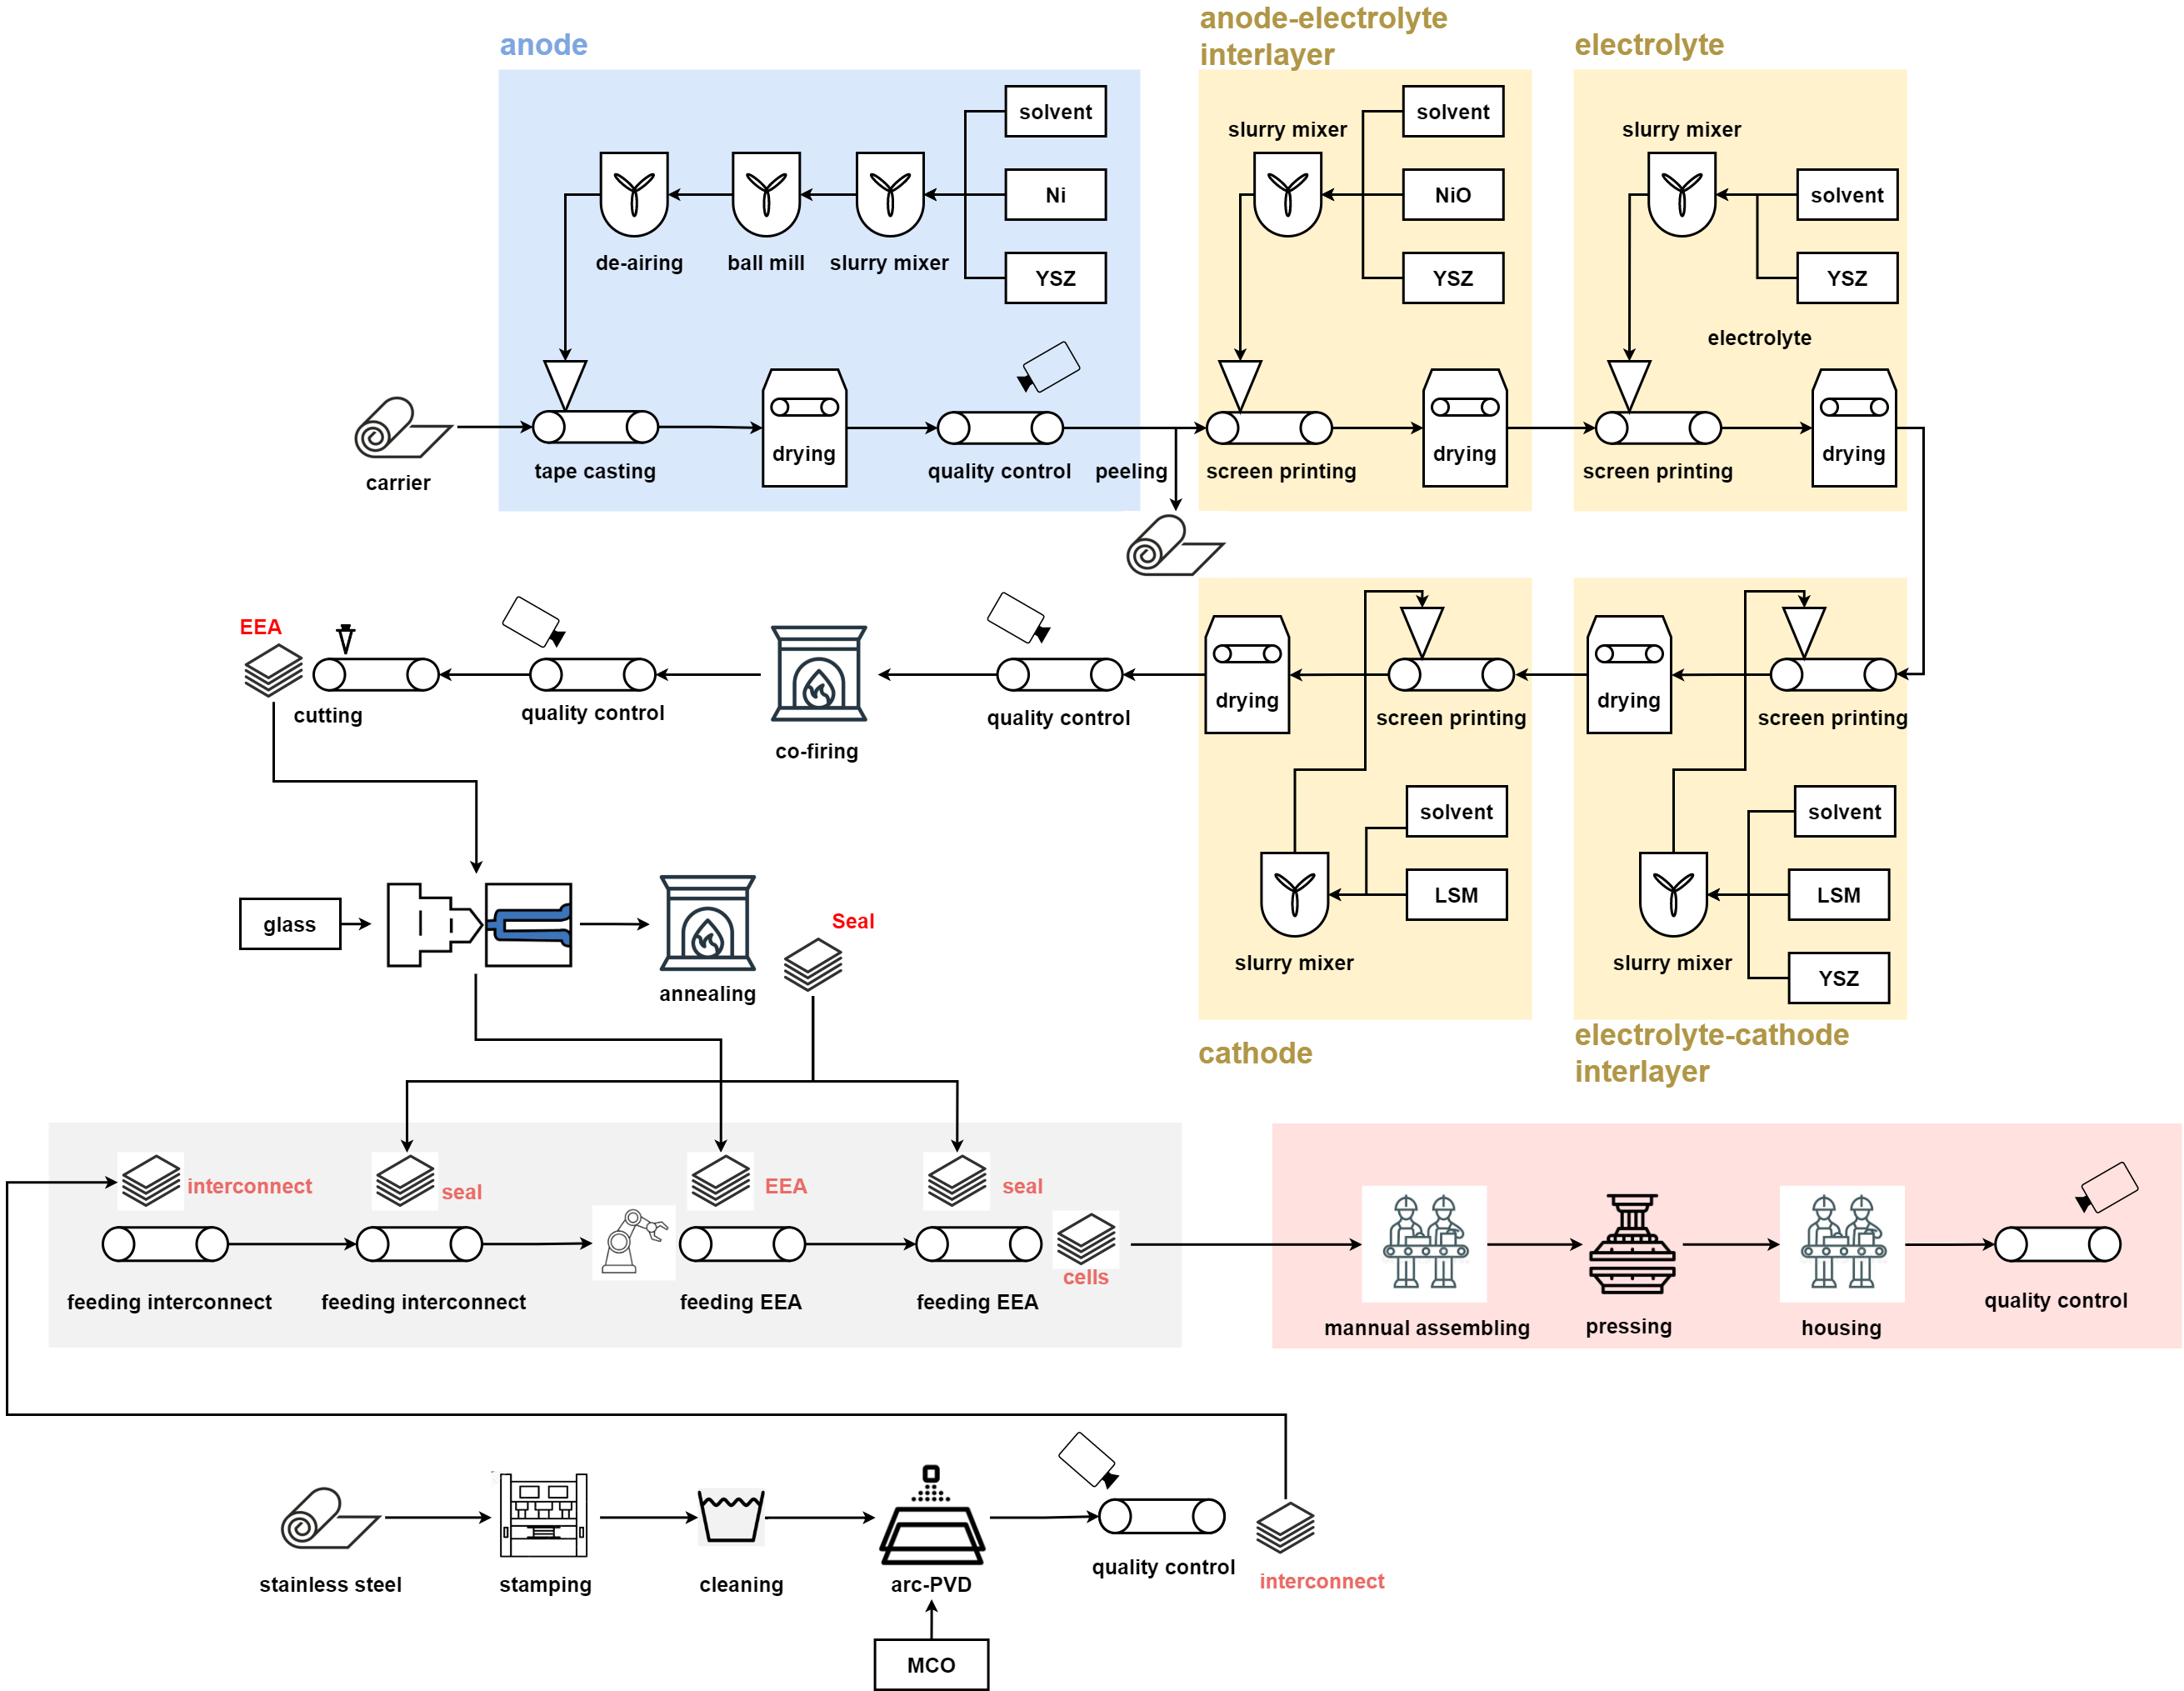 anode
anode-electrolyte
interlayer
electrolyte
solvent
Ni
YSZ
de-airing
ball mill
slurry mixer
slurry mixer
solvent
NiO
YSZ
slurry mixer
solvent
YSZ
electrolyte
carrier
tape casting
drying
quality control
peeling
screen printing
drying
screen printing
drying
EEA
cutting
quality control
co-firing
quality control
drying
screen printing
drying
screen printing
solvent
LSM
slurry mixer
solvent
LSM
YSZ
slurry mixer
cathode
electrolyte-cathode
interlayer
glass
annealing
Seal
interconnect
seal
EEA
seal
cells
feeding interconnect
feeding interconnect
feeding EEA
feeding EEA
mannual assembling
pressing
housing
quality control
stainless steel
stamping
cleaning
arc-PVD
quality control
interconnect
MCO